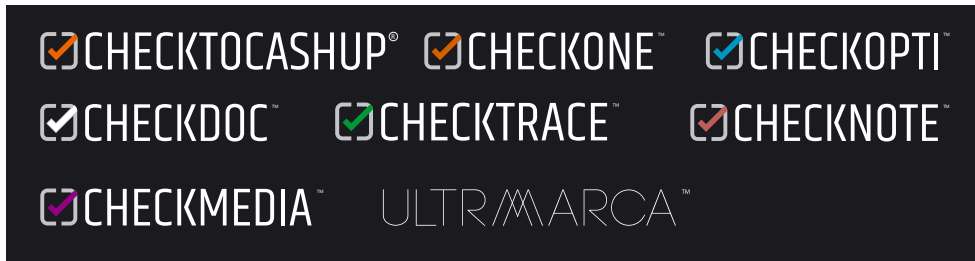 CHECKTOCASHUP® CHECKONE™ CHECKOPTI™
CHECKDOC™ CHECKTRACE™ CHECKNOTE™
CHECKMEDIA™ ULTRAMARCA™